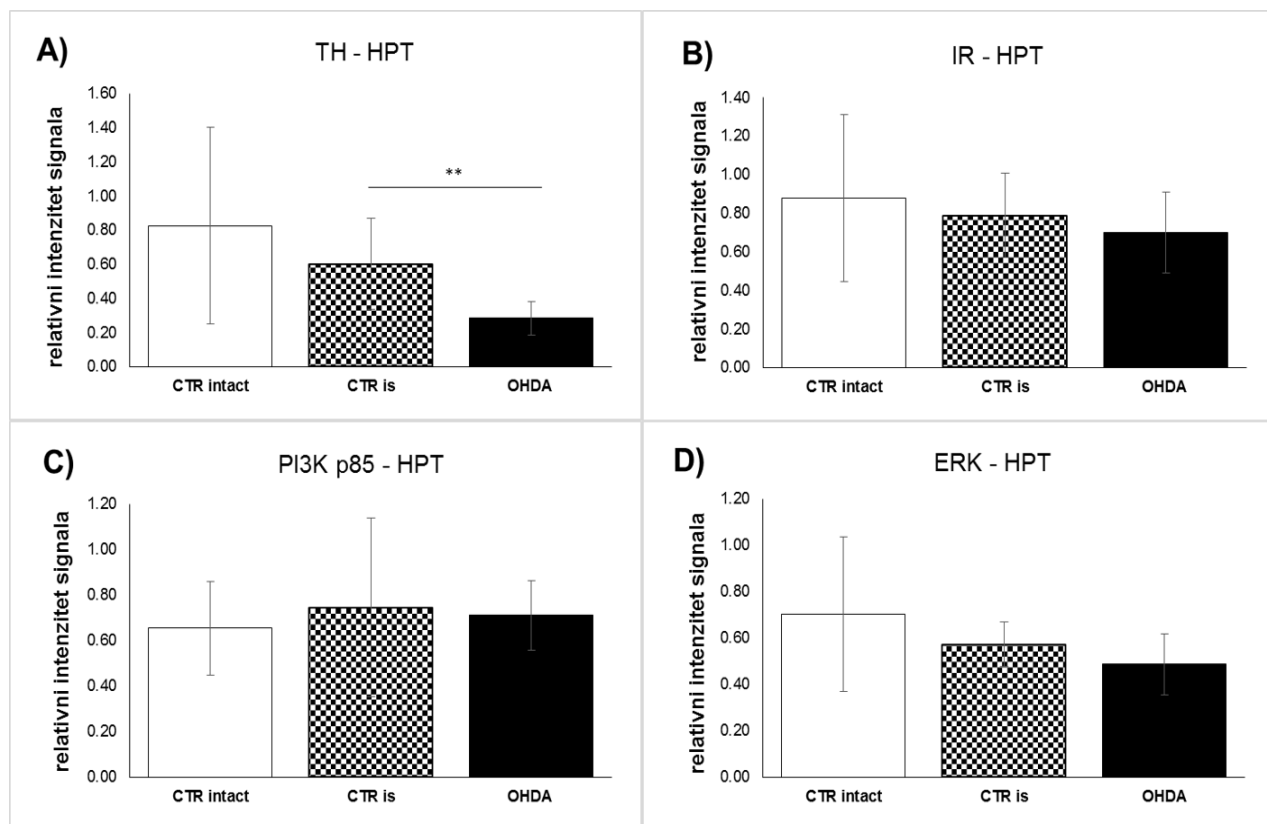 A)
TH - HPT
relativni intenzitet signala
1.60
1.40
1.20
1.00
0.80
0.60
0.40
0.20
0.00
**
CTR intact
CTR is
OHDA
B)
IR - HPT
relativni intenzitet signala
1.40
1.20
1.00
0.80
0.60
0.40
0.20
0.00
CTR intact
CTR is
OHDA
C)
PI3K p85 - HPT
relativni intenzitet signala
1.20
1.00
0.80
0.60
0.40
0.20
0.00
CTR intact
CTR is
OHDA
D)
ERK - HPT
relativni intenzitet signala
1.20
1.00
0.80
0.60
0.40
0.20
0.00
CTR intact
CTR is
OHDA